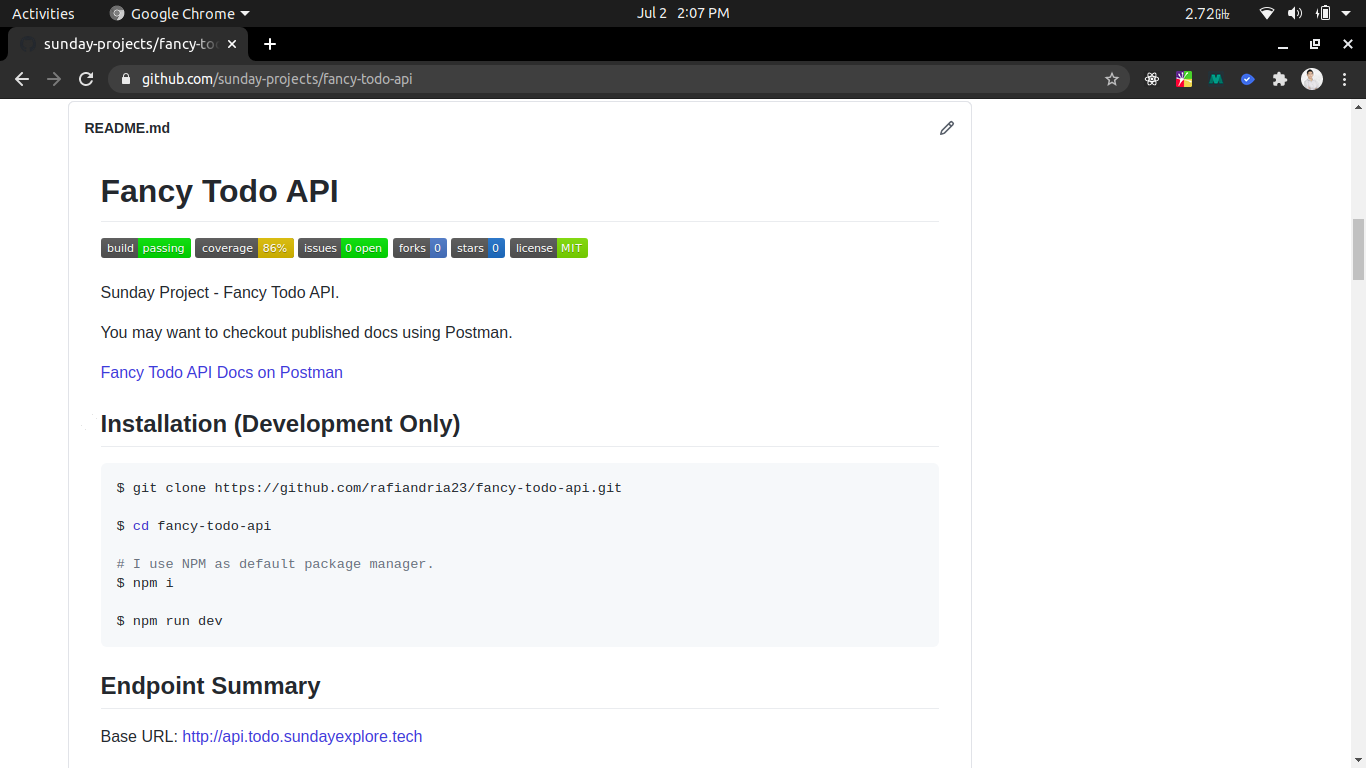 Activities
Google Chrome
Jul 2 2:07 PM
2.72GHz
sunday-projects/fancy-to
github.com/sunday-projects/fancy-todo-api
README.md
Fancy Todo API
build passing coverage 86% issues 0 open forks 0 stars 0 license MIT
Sunday Project - Fancy Todo API.
You may want to checkout published docs using Postman.
Fancy Todo API Docs on Postman
Installation (Development Only)
$ git clone https://github.com/rafiandria23/fancy-todo-api.git
$ cd fancy-todo-api
# I use NPM as default package manager.
$ npm i
$ npm run dev
Endpoint Summary
Base URL: http://api.todo.sundayexplore.tech